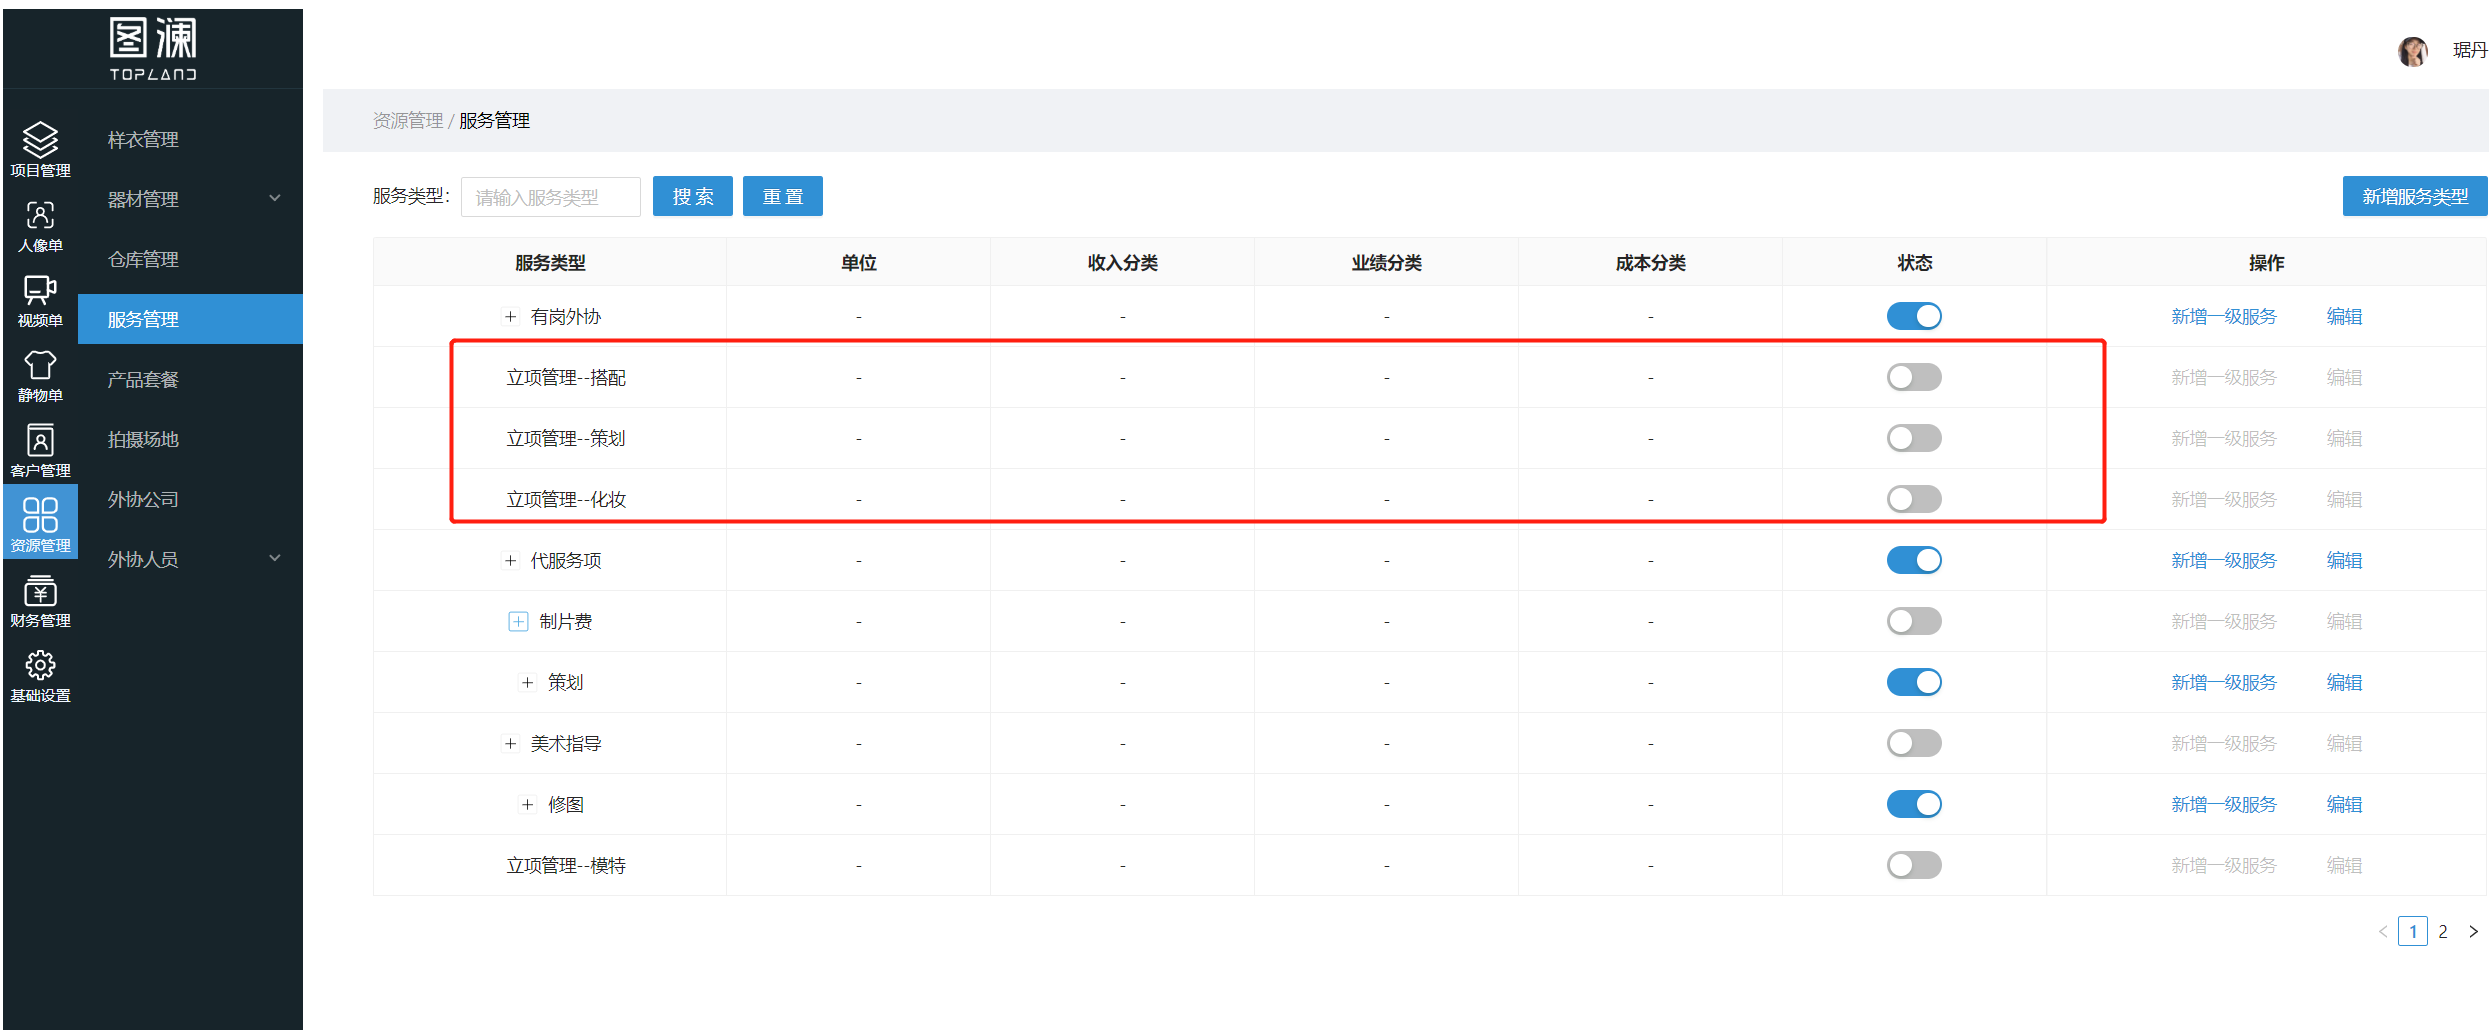 图澜
TOPLAND
琚丹
项目管理
人像单
视频单
静物单
客户管理
资源管理
财务管理
基础设置
样衣管理
器材管理
仓库管理
服务管理
产品套餐
拍摄场地
外协公司
外协人员
资源管理 / 服务管理
服务类型： 请输入服务类型 搜 索 重 置 新增服务类型
服务类型 单位 收入分类 业绩分类 成本分类 状态 操作
+ 有岗外协 - - - - 新增一级服务 编辑
立项管理--搭配 - - - - 新增一级服务 编辑
立项管理--策划 - - - - 新增一级服务 编辑
立项管理--化妆 - - - - 新增一级服务 编辑
+ 代服务项 - - - - 新增一级服务 编辑
+ 制片费 - - - - 新增一级服务 编辑
+ 策划 - - - - 新增一级服务 编辑
+ 美术指导 - - - - 新增一级服务 编辑
+ 修图 - - - - 新增一级服务 编辑
立项管理--模特 - - - - 新增一级服务 编辑
< 1 2 >